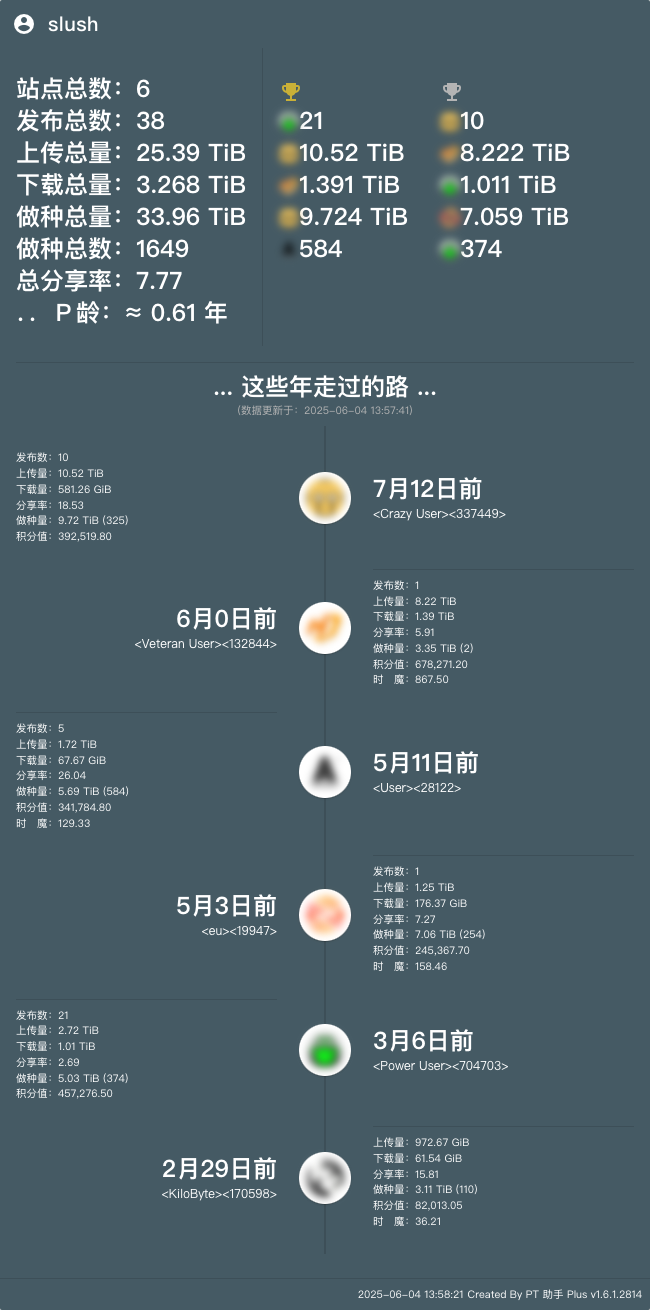 slush
站点总数：6
发布总数：38
上传总量：25.39 TiB
下载总量：3.268 TiB
做种总量：33.96 TiB
做种总数：1649
总分享率：7.77
.. P龄：≈ 0.61 年
21
10.52 TiB
1.391 TiB
9.724 TiB
584
10
8.222 TiB
1.011 TiB
7.059 TiB
374
... 这些年走过的路 ...
(数据更新于：2025-06-04 13:57:41)
发布数：10
上传量：10.52 TiB
下载量：581.26 GiB
分享率：18.53
做种量：9.72 TiB (325)
积分值：392,519.80
7月12日前
<Crazy User><337449>
6月0日前
<Veteran User><132844>
发布数：1
上传量：8.22 TiB
下载量：1.39 TiB
分享率：5.91
做种量：3.35 TiB (2)
积分值：678,271.20
时 魔：867.50
发布数：5
上传量：1.72 TiB
下载量：67.67 GiB
分享率：26.04
做种量：5.69 TiB (584)
积分值：341,784.80
时 魔：129.33
5月11日前
<User><28122>
5月3日前
<eu><19947>
发布数：1
上传量：1.25 TiB
下载量：176.37 GiB
分享率：7.27
做种量：7.06 TiB (254)
积分值：245,367.70
时 魔：158.46
发布数：21
上传量：2.72 TiB
下载量：1.01 TiB
分享率：2.69
做种量：5.03 TiB (374)
积分值：457,276.50
3月6日前
<Power User><704703>
2月29日前
<KiloByte><170598>
上传量：972.67 GiB
下载量：61.54 GiB
分享率：15.81
做种量：3.11 TiB (110)
积分值：82,013.05
时 魔：36.21
2025-06-04 13:58:21 Created By PT 助手 Plus v1.6.1.2814